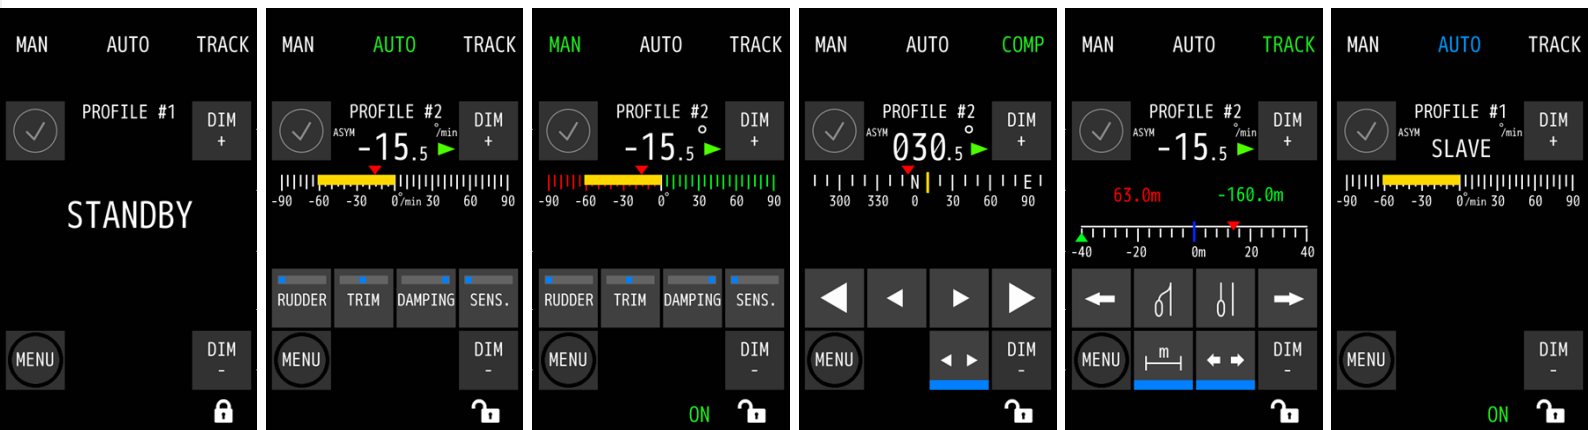 MAN AUTO TRACK
PROFILE #1
DIM
+
STANDBY
MENU
DIM
-
MAN AUTO TRACK
PROFILE #2
DIM
+
ASYM -15.5 °/min
-90 -60 -30 0°/min 30 60 90
RUDDER TRIM DAMPING SENS.
MENU
DIM
-
MAN AUTO TRACK
PROFILE #2
DIM
+
-15.5 °
-90 -60 -30 0° 30 60 90
RUDDER TRIM DAMPING SENS.
MENU
DIM
-
ON
MAN AUTO COMP
PROFILE #2
DIM
+
ASYM 030.5 °
N E
300 330 0 30 60 90
MENU
DIM
-
MAN AUTO TRACK
PROFILE #2
DIM
+
ASYM -15.5 °/min
63.0m -160.0m
-40 -20 0m 20 40
MENU
m
DIM
-
MAN AUTO TRACK
PROFILE #1
DIM
+
ASYM °/min
SLAVE
-90 -60 -30 0°/min 30 60 90
MENU
DIM
-
ON